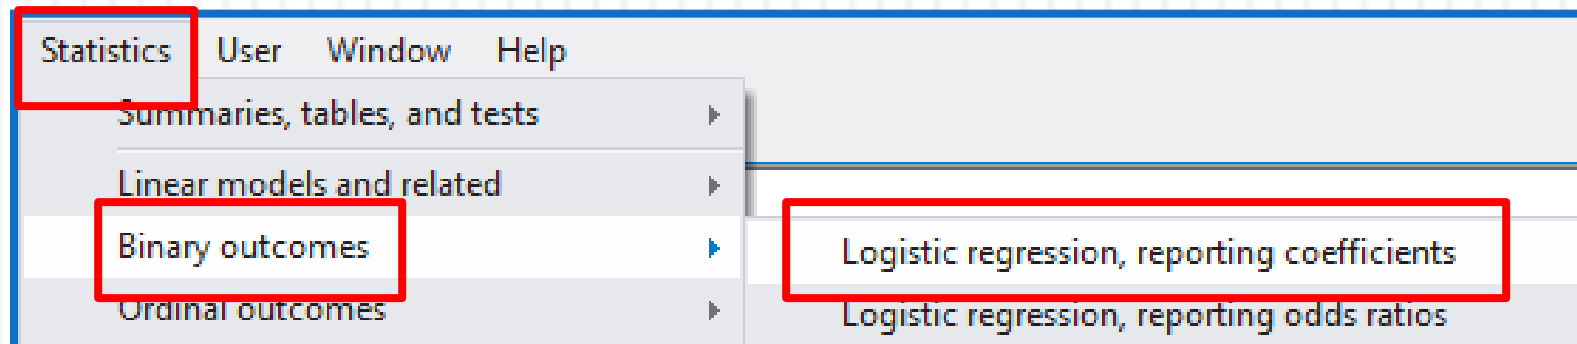 Statistics User Window Help
Summaries, tables, and tests
Linear models and related
Binary outcomes
Logistic regression, reporting coefficients
Ordinal outcomes
Logistic regression, reporting odds ratios